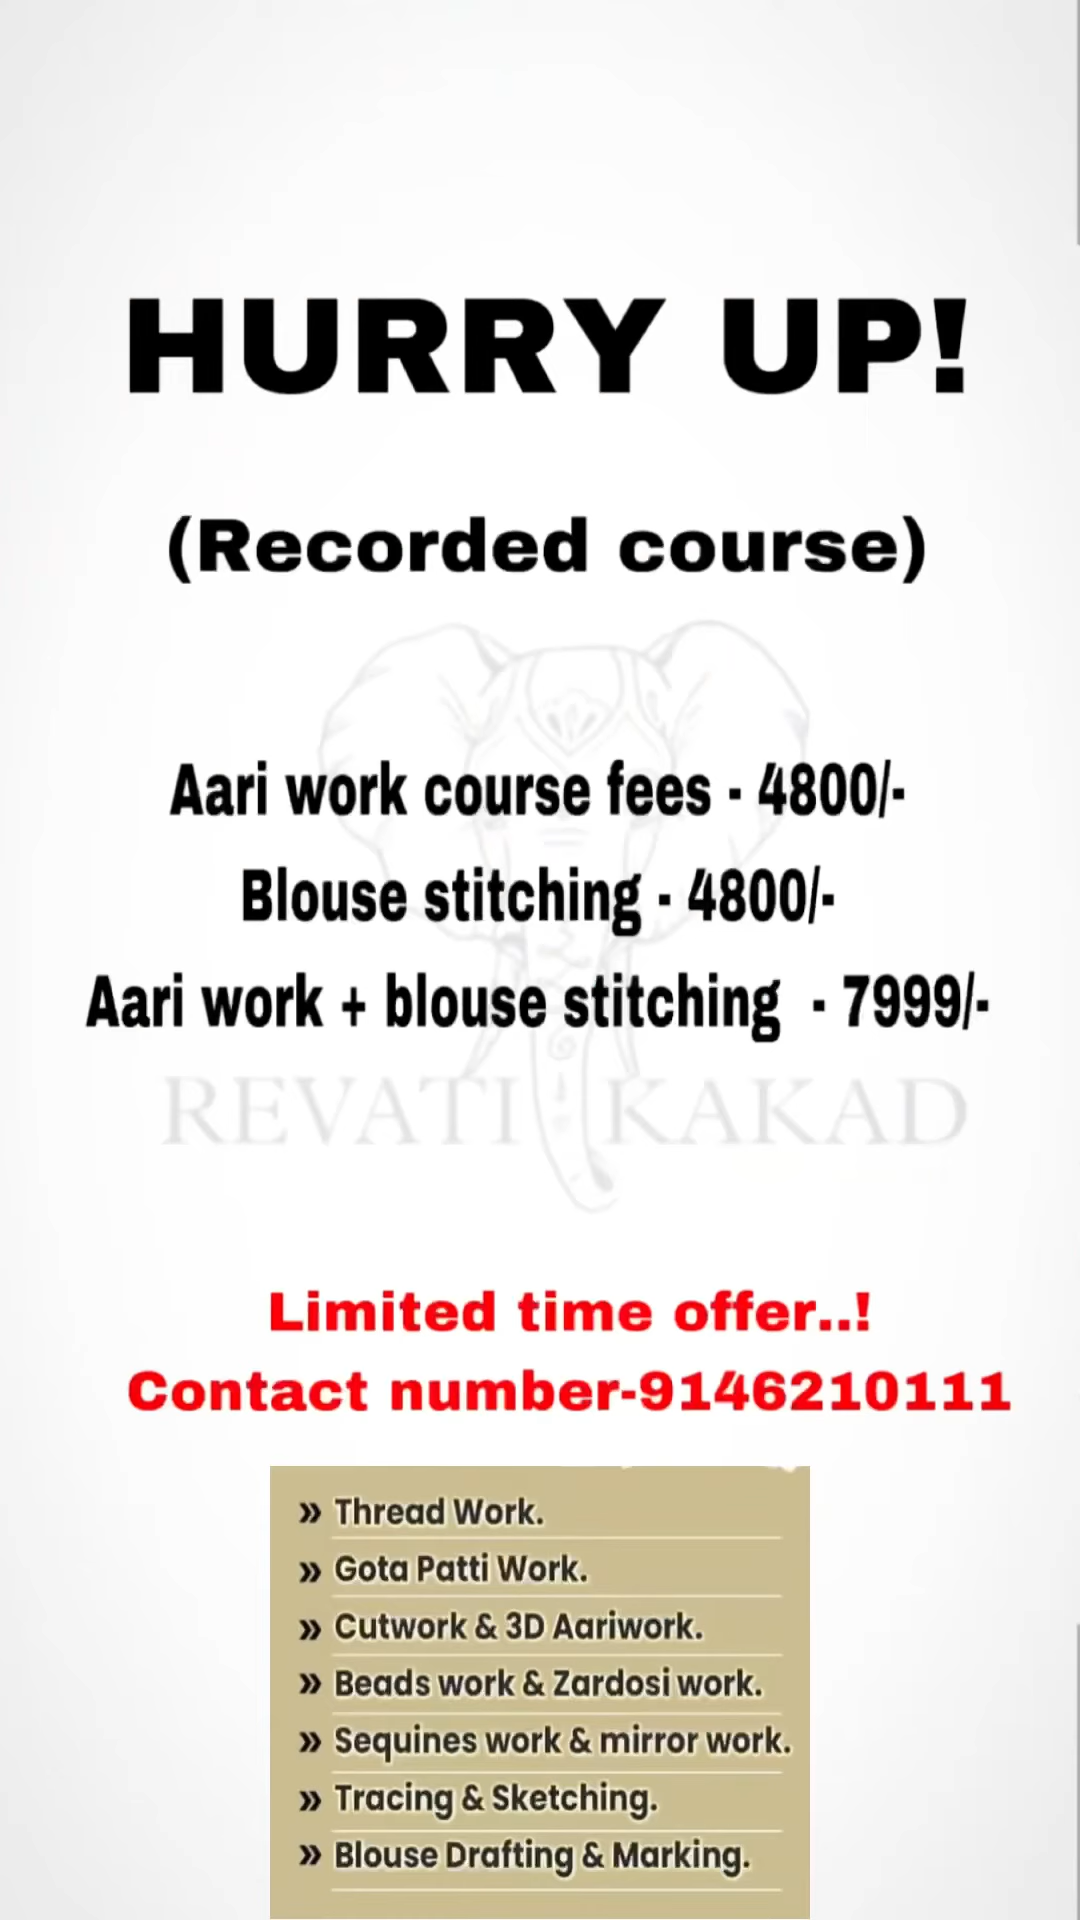 HURRY UP!
(Recorded course)
Aari work course fees - 4800/-
Blouse stitching - 4800/-
Aari work + blouse stitching - 7999/-
REVATI KAKAD
Limited time offer..!
Contact number-9146210111
» Thread Work.
» Gota Patti Work.
» Cutwork & 3D Aariwork.
» Beads work & Zardosi work.
» Sequines work & mirror work.
» Tracing & Sketching.
» Blouse Drafting & Marking.